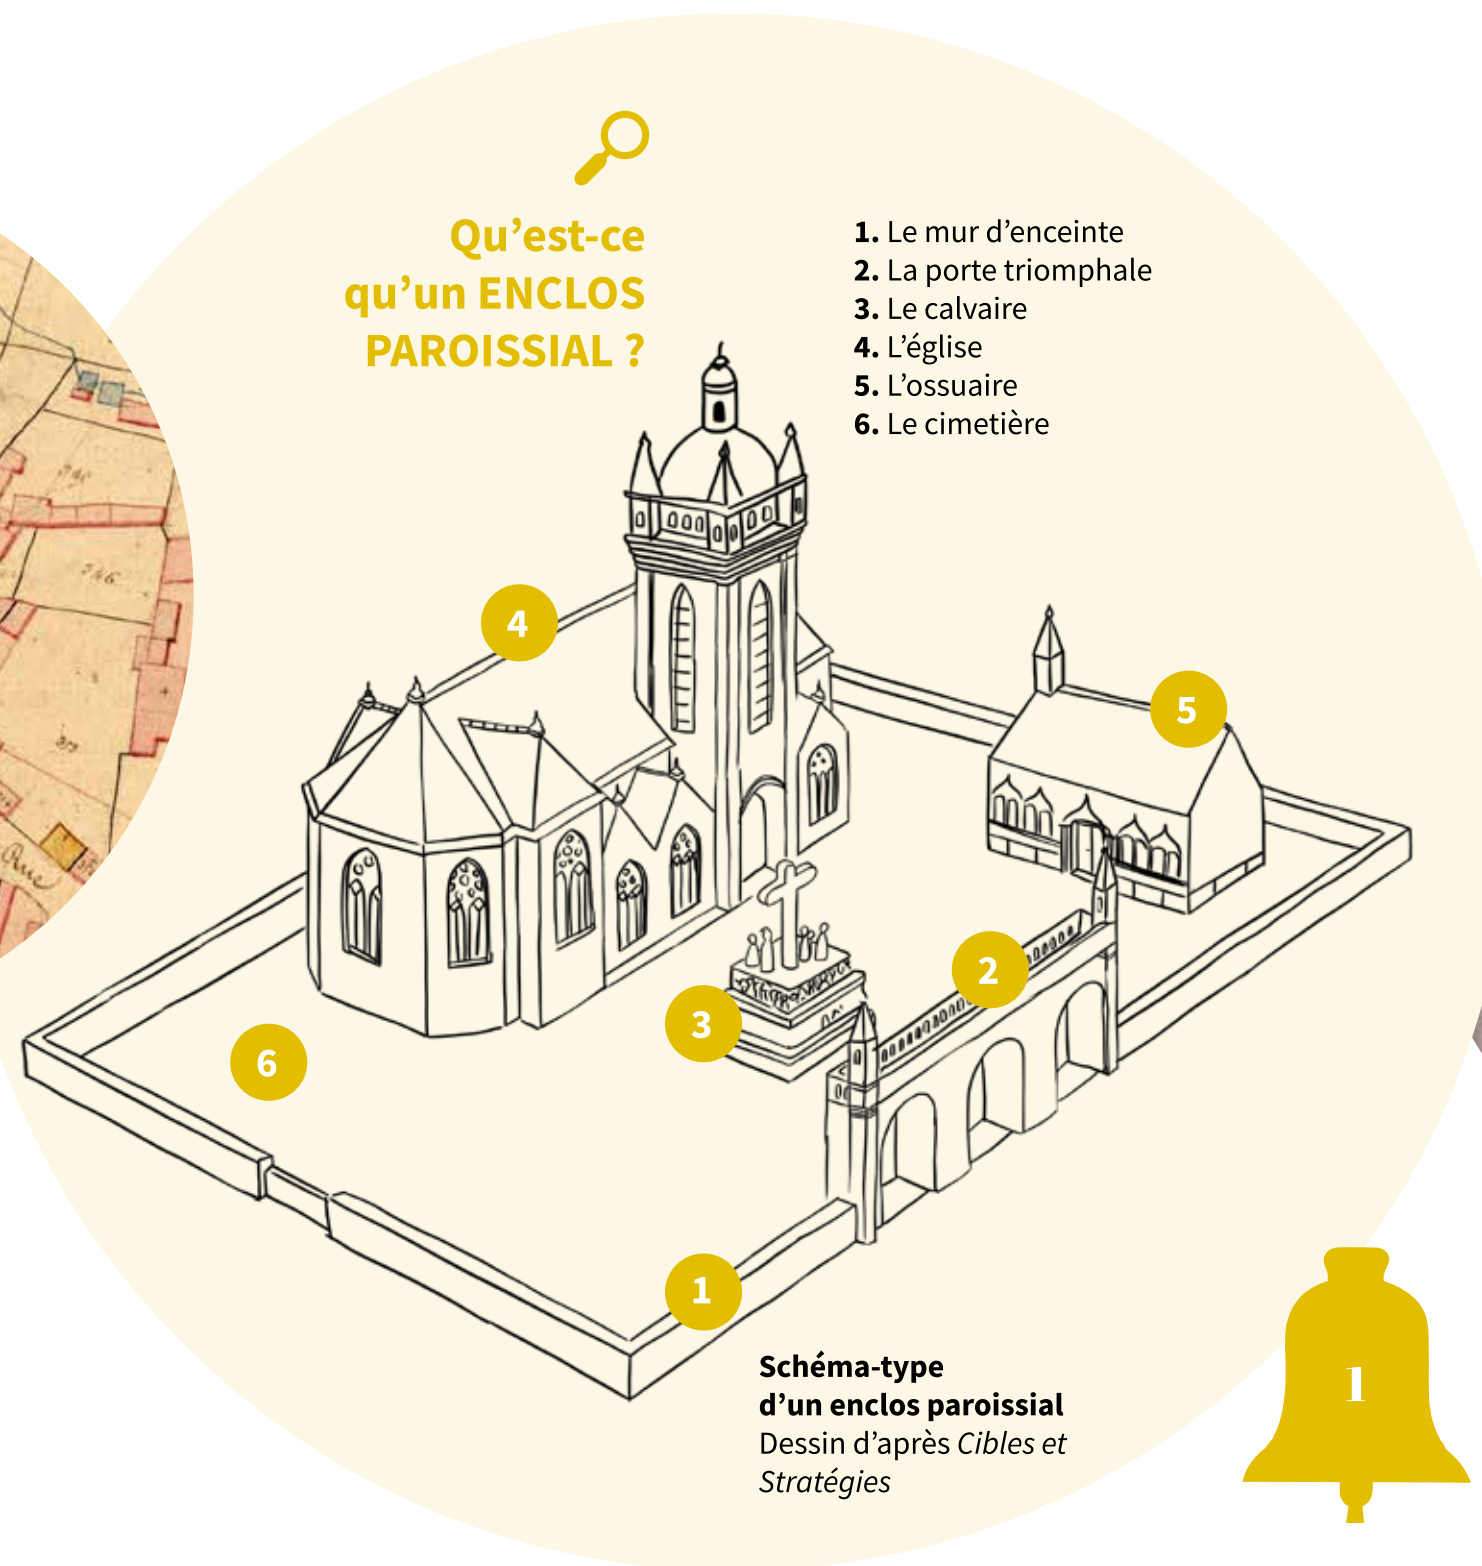 Qu’est-ce
qu’un ENCLOS
PAROISSIAL ?
1. Le mur d’enceinte
2. La porte triomphale
3. Le calvaire
4. L’église
5. L’ossuaire
6. Le cimetière
4
5
2
3
6
1
Rue
Schéma-type
d’un enclos paroissial
Dessin d’après Cibles et
Stratégies
1